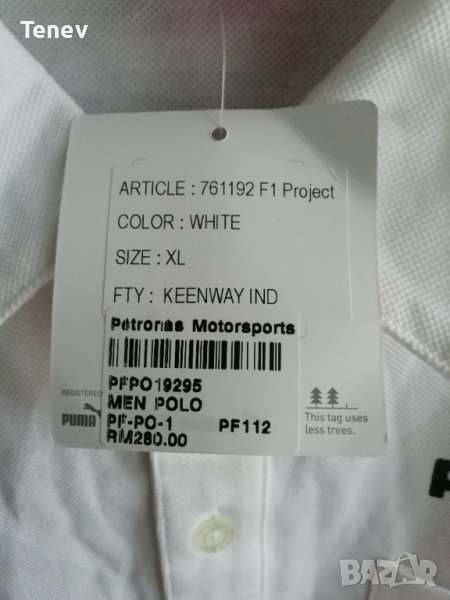 Tenev
ARTICLE : 761192 F1 Project
COLOR : WHITE
SIZE : XL
FTY : KEENWAY IND
Petronas Motorsports
PFPO19295
MEN POLO
PF-PO-1 PF112
RM280.00
REGISTERED
PUMA
This tag uses
less trees.
BAZAR